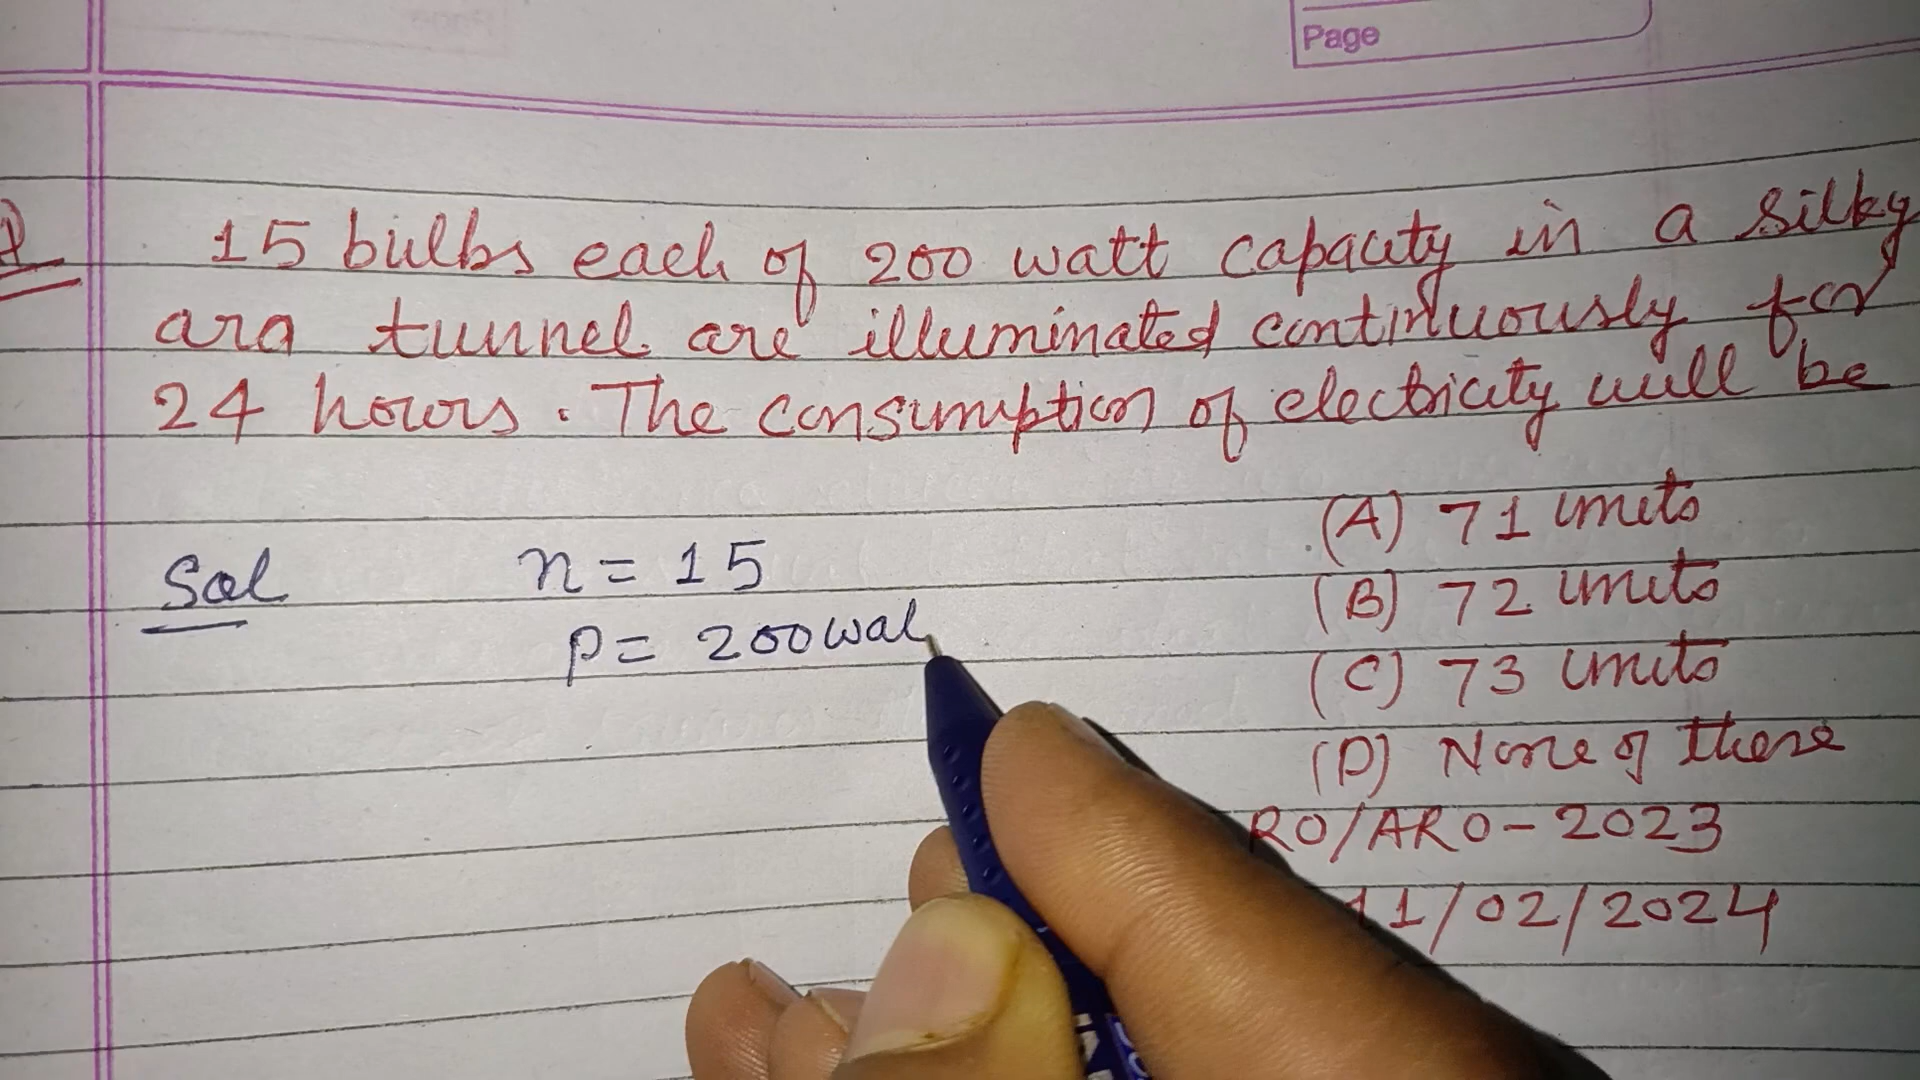 Page
15 bulbs each of 200 watt capacity in a silky
ara tunnel are illuminated continuously for
24 hours. The consumption of electricity will be
(A) 71 units
Sol n = 15
(B) 72 units
P = 200 wat
(C) 73 units
(D) None of these
RO/ARO-2023
11/02/2024